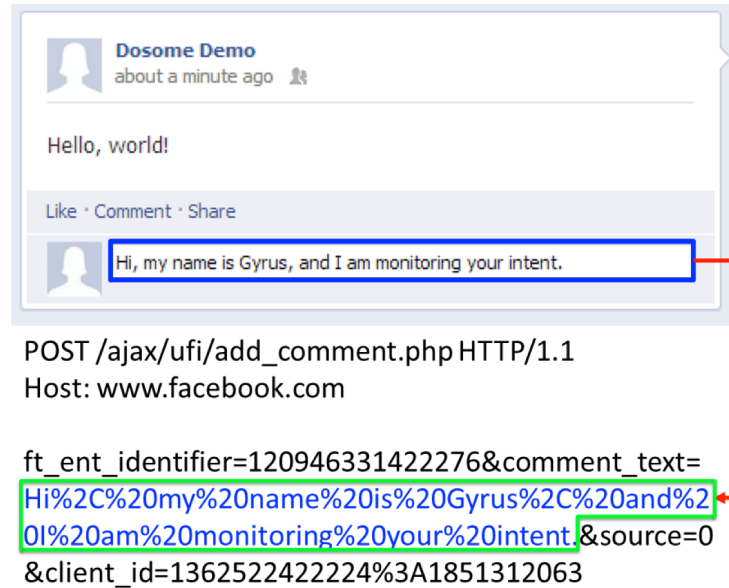 Dosome Demo
about a minute ago
Hello, world!
Like · Comment · Share
Hi, my name is Gyrus, and I am monitoring your intent.
POST /ajax/ufi/add_comment.php HTTP/1.1
Host: www.facebook.com
ft_ent_identifier=120946331422276&comment_text=
Hi%2C%20my%20name%20is%20Gyrus%2C%20and%2
0I%20am%20monitoring%20your%20intent.&source=0
&client_id=1362522422224%3A1851312063